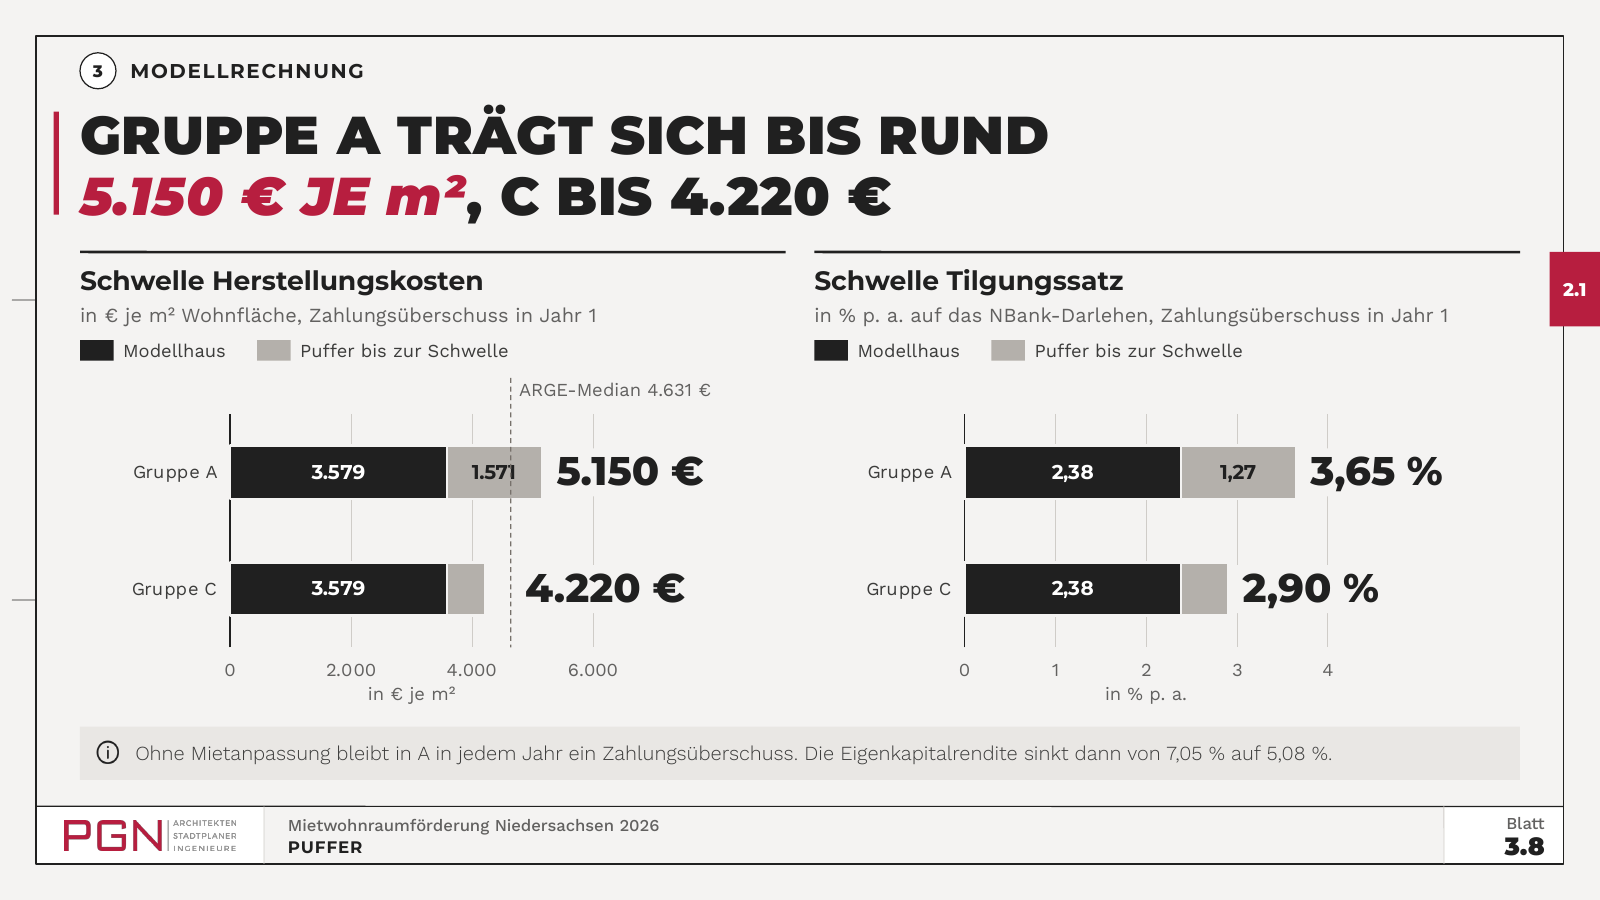 3 MODELLRECHNUNG
GRUPPE A TRÄGT SICH BIS RUND
5.150 € JE m², C BIS 4.220 €
Schwelle Herstellungskosten
in € je m² Wohnfläche, Zahlungsüberschuss in Jahr 1
Modellhaus Puffer bis zur Schwelle
ARGE-Median 4.631 €
Gruppe A 3.579 1.571 5.150 €
Gruppe C 3.579 4.220 €
0 2.000 4.000 6.000
in € je m²
Schwelle Tilgungssatz
in % p. a. auf das NBank-Darlehen, Zahlungsüberschuss in Jahr 1
Modellhaus Puffer bis zur Schwelle
Gruppe A 2,38 1,27 3,65 %
Gruppe C 2,38 2,90 %
0 1 2 3 4
in % p. a.
2.1
Ohne Mietanpassung bleibt in A in jedem Jahr ein Zahlungsüberschuss. Die Eigenkapitalrendite sinkt dann von 7,05 % auf 5,08 %.
PGN
ARCHITEKTEN
STADTPLANER
INGENIEURE
Mietwohnraumförderung Niedersachsen 2026
PUFFER
Blatt
3.8